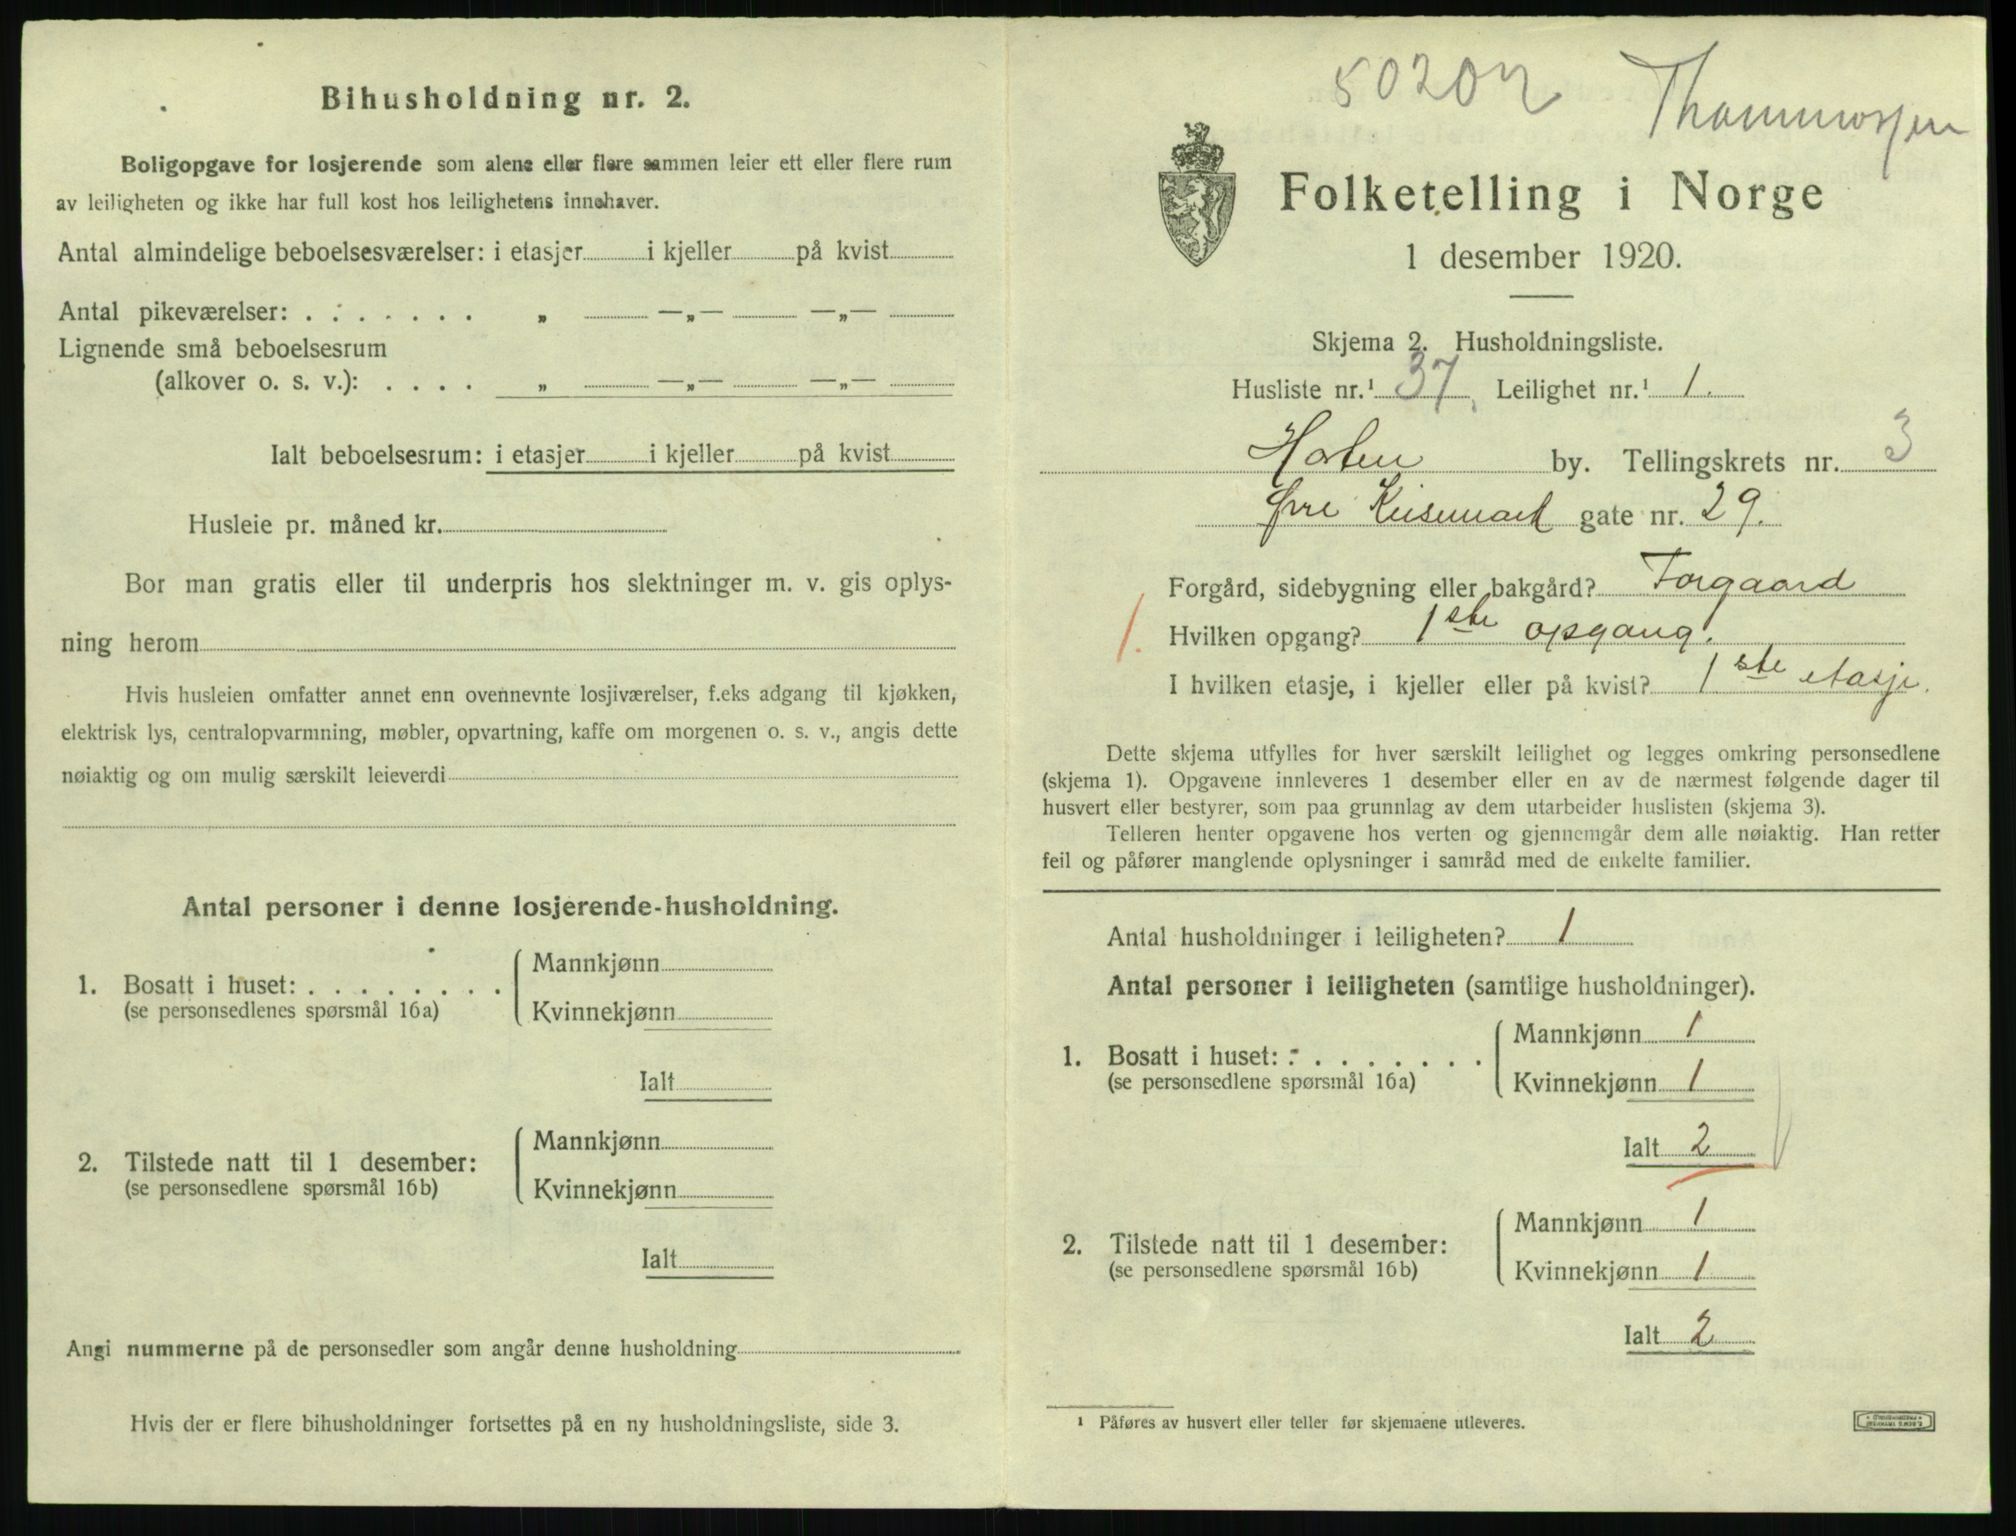 Bihusholdning nr. 2.
Boligopgave for losjerende som alene eller flere sammen leier ett eller flere rum
av leiligheten og ikke har full kost hos leilighetens innehaver.
Antal almindelige beboelsesværelser: i etasjer i kjeller på kvist
Antal pikeværelser: . . . . . . . „ —„— —„—
Lignende små beboelsesrum
(alkover o. s. v.): . . . . „ —„— —„—
Ialt beboelsesrum: i etasjer i kjeller på kvist
Husleie pr. måned kr.
Bor man gratis eller til underpris hos slektninger m. v. gis oplys-
ning herom
Hvis husleien omfatter annet enn ovennevnte losjiværelser, f.eks adgang til kjøkken,
elektrisk lys, centralopvarmning, møbler, opvartning, kaffe om morgenen o. s. v., angis dette
nøiaktig og om mulig særskilt leieverdi
Antal personer i denne losjerende-husholdning.
1. Bosatt i huset: . . . . . . . . Mannkjønn
(se personsedlenes spørsmål 16a) Kvinnekjønn
Ialt
2. Tilstede natt til 1 desember: Mannkjønn
(se personsedlene spørsmål 16b) Kvinnekjønn
Ialt
Angi nummerne på de personsedler som angår denne husholdning
Hvis der er flere bihusholdninger fortsettes på en ny husholdningsliste, side 3.
Folketelling i Norge
1 desember 1920.
Skjema 2. Husholdningsliste.
Husliste nr.¹ 37 Leilighet nr.¹ 1.
Horten by. Tellingskrets nr. 3
Øvre Keisemark gate nr. 29.
Forgård, sidebygning eller bakgård? Forgaard
1. Hvilken opgang? 1ste opgang.
I hvilken etasje, i kjeller eller på kvist? 1ste etasje.
Dette skjema utfylles for hver særskilt leilighet og legges omkring personsedlene
(skjema 1). Opgavene innleveres 1 desember eller en av de nærmest følgende dager til
husvert eller bestyrer, som paa grunnlag av dem utarbeider huslisten (skjema 3).
Telleren henter opgavene hos verten og gjennemgår dem alle nøiaktig. Han retter
feil og påfører manglende oplysninger i samråd med de enkelte familier.
Antal husholdninger i leiligheten? 1
Antal personer i leiligheten (samtlige husholdninger).
1. Bosatt i huset: . . . . . . . . Mannkjønn 1
(se personsedlene spørsmål 16a) Kvinnekjønn 1
Ialt 2
2. Tilstede natt til 1 desember: Mannkjønn 1
(se personsedlene spørsmål 16b) Kvinnekjønn 1
Ialt 2
¹ Påføres av husvert eller teller før skjemaene utleveres.